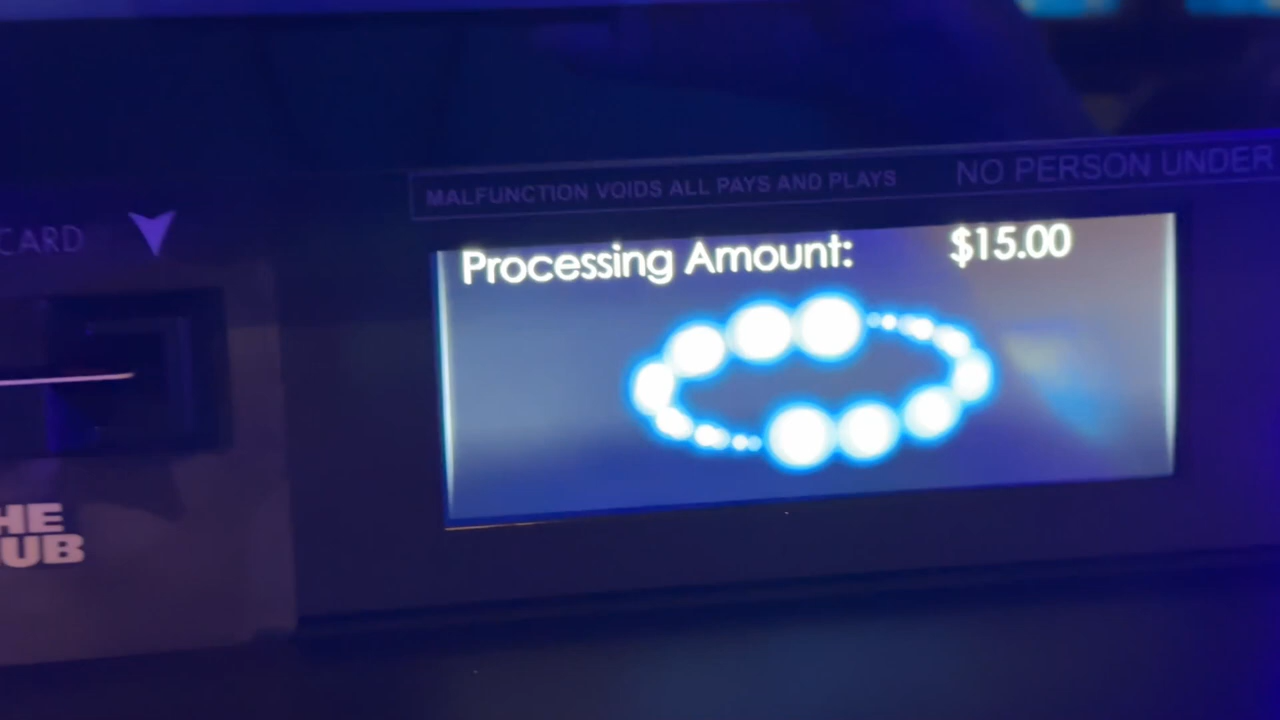 MALFUNCTION VOIDS ALL PAYS AND PLAYS
NO PERSON UNDER
CARD
Processing Amount: $15.00
HE
UB